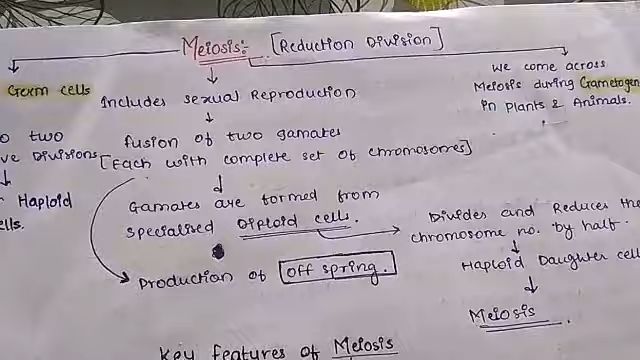 Meiosis:- [Reduction Division]
Germ cells
Includes sexual Reproduction
we come across
Meiosis during Gametogen
in plants & Animals.
two
Divisions
Haploid
fusion of two gamates
[Each with complete set of chromosomes]
Gamates are formed from
specialised Diploid cells.
Production of off spring.
Divides and Reduces the
chromosome no. by half.
Haploid Daughter cell
Meiosis
Key features of Meiosis